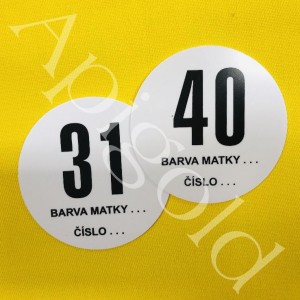 31
BARVA MATKY . . .
ČÍSLO . . .
40
BARVA MATKY . . .
ČÍSLO . . .
Apigold